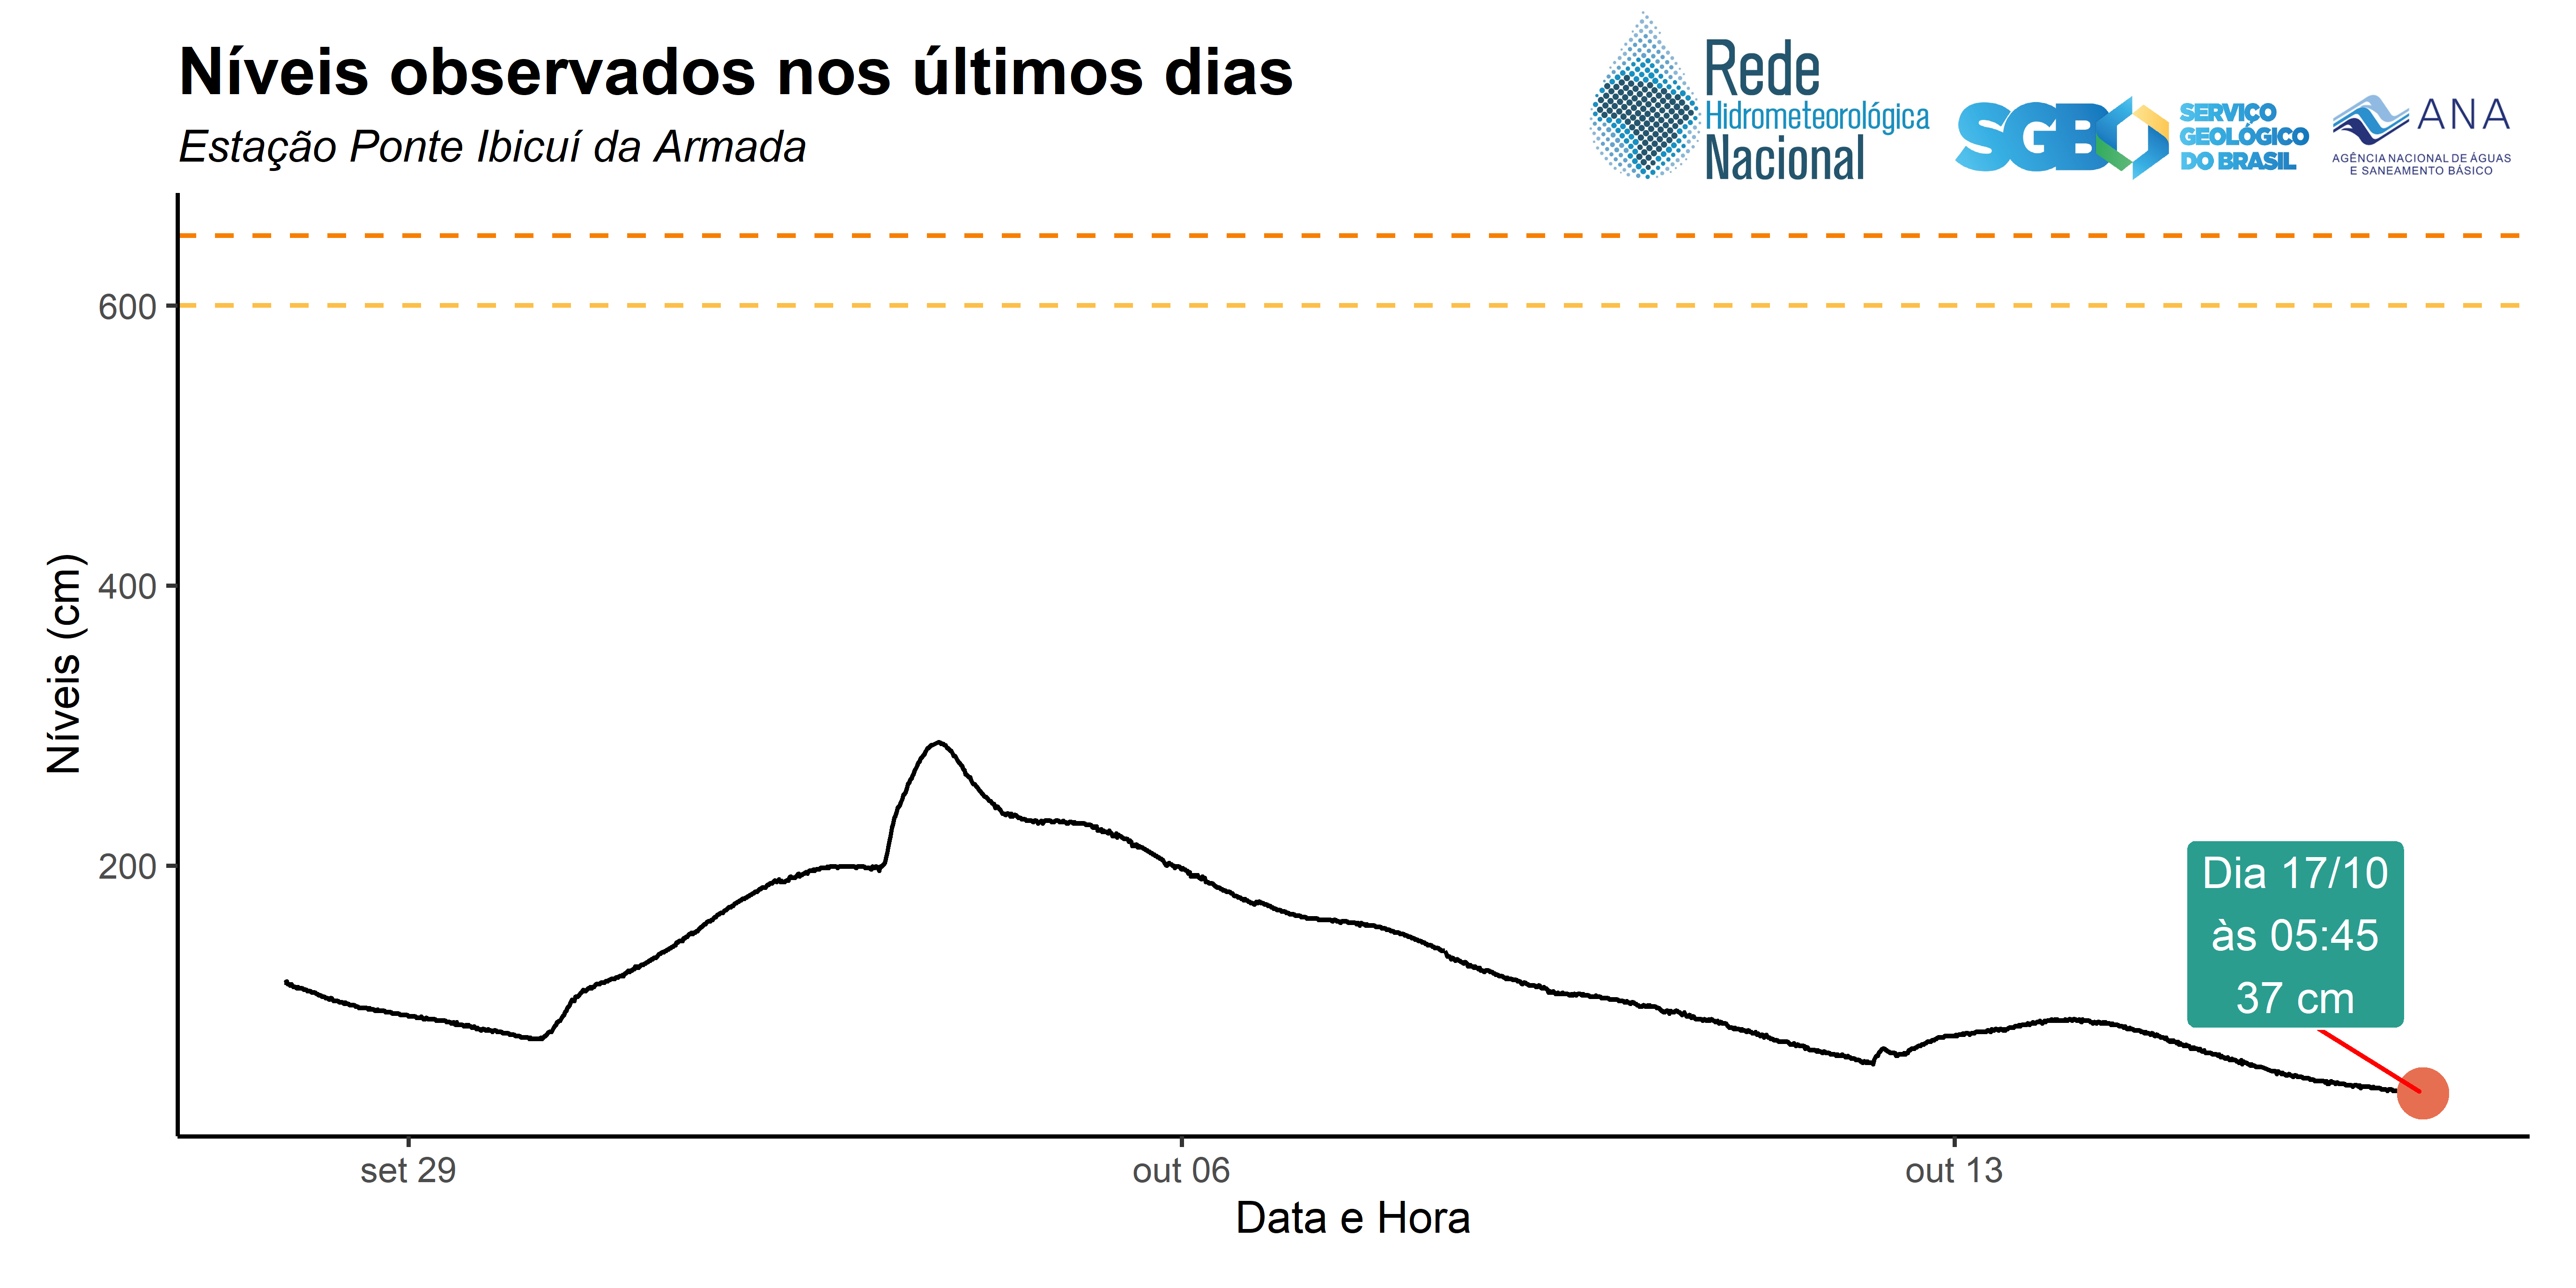 Níveis observados nos últimos dias
Estação Ponte Ibicuí da Armada
Rede
Hidrometeorológica
Nacional
SGB
SERVIÇO
GEOLÓGICO
DO BRASIL
ANA
AGÊNCIA NACIONAL DE ÁGUAS
E SANEAMENTO BÁSICO
Níveis (cm)
600
400
200
Dia 17/10
às 05:45
37 cm
set 29
out 06
out 13
Data e Hora